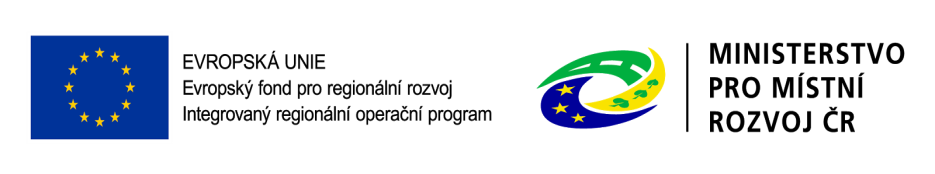 EVROPSKÁ UNIE
Evropský fond pro regionální rozvoj
Integrovaný regionální operační program
MINISTERSTVO
PRO MÍSTNÍ
ROZVOJ ČR